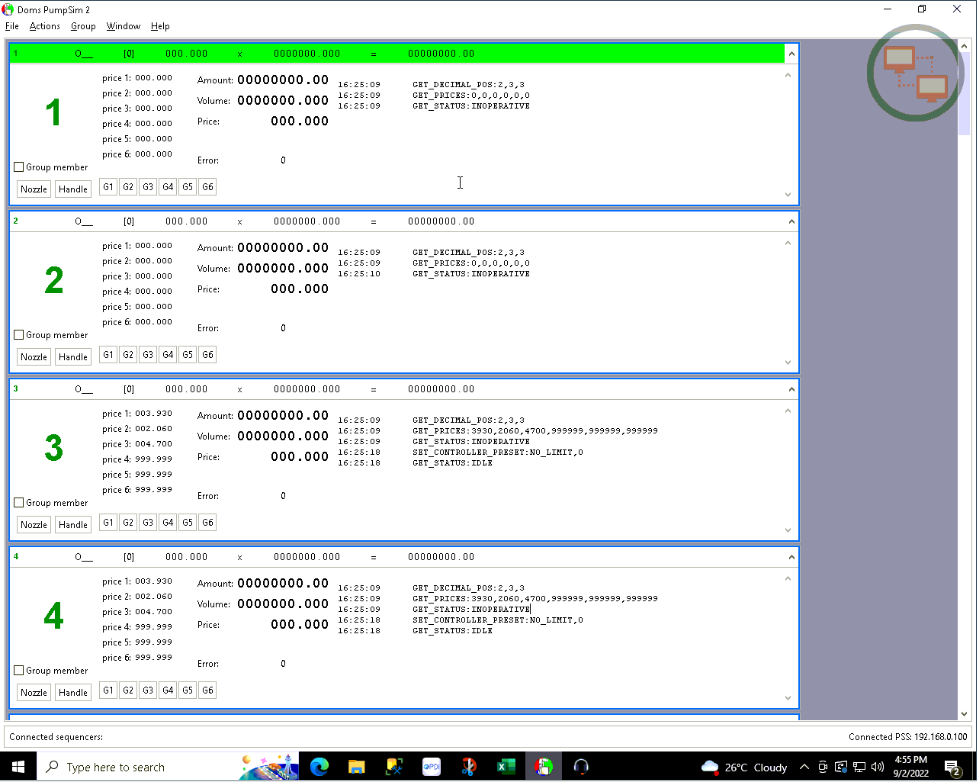 Doms PumpSim 2
File Actions Group Window Help
1 O__ [0] 000.000 x 0000000.000 = 00000000.00
price 1: 000.000
price 2: 000.000
price 3: 000.000
price 4: 000.000
price 5: 000.000
price 6: 000.000
1
Group member
Nozzle Handle G1 G2 G3 G4 G5 G6
Amount: 00000000.00
Volume: 0000000.000
Price: 000.000
Error: 0
16:25:09 GET_DECIMAL_POS:2,3,3
16:25:09 GET_PRICES:0,0,0,0,0,0
16:25:09 GET_STATUS:INOPERATIVE
2 O__ [0] 000.000 x 0000000.000 = 00000000.00
price 1: 000.000
price 2: 000.000
price 3: 000.000
price 4: 000.000
price 5: 000.000
price 6: 000.000
2
Group member
Nozzle Handle G1 G2 G3 G4 G5 G6
Amount: 00000000.00
Volume: 0000000.000
Price: 000.000
Error: 0
16:25:09 GET_DECIMAL_POS:2,3,3
16:25:09 GET_PRICES:0,0,0,0,0,0
16:25:10 GET_STATUS:INOPERATIVE
3 O__ [0] 000.000 x 0000000.000 = 00000000.00
price 1: 003.930
price 2: 002.060
price 3: 004.700
price 4: 999.999
price 5: 999.999
price 6: 999.999
3
Group member
Nozzle Handle G1 G2 G3 G4 G5 G6
Amount: 00000000.00
Volume: 0000000.000
Price: 000.000
Error: 0
16:25:09 GET_DECIMAL_POS:2,3,3
16:25:09 GET_PRICES:3930,2060,4700,999999,999999,999999
16:25:09 GET_STATUS:INOPERATIVE
16:25:18 SET_CONTROLLER_PRESET:NO_LIMIT,0
16:25:18 GET_STATUS:IDLE
4 O__ [0] 000.000 x 0000000.000 = 00000000.00
price 1: 003.930
price 2: 002.060
price 3: 004.700
price 4: 999.999
price 5: 999.999
price 6: 999.999
4
Group member
Nozzle Handle G1 G2 G3 G4 G5 G6
Amount: 00000000.00
Volume: 0000000.000
Price: 000.000
Error: 0
16:25:09 GET_DECIMAL_POS:2,3,3
16:25:09 GET_PRICES:3930,2060,4700,999999,999999,999999
16:25:09 GET_STATUS:INOPERATIVE
16:25:18 SET_CONTROLLER_PRESET:NO_LIMIT,0
16:25:18 GET_STATUS:IDLE
Connected sequencers: Connected PSS: 192.168.0.100
Type here to search
PDI
26°C Cloudy
4:55 PM
9/2/2022
2